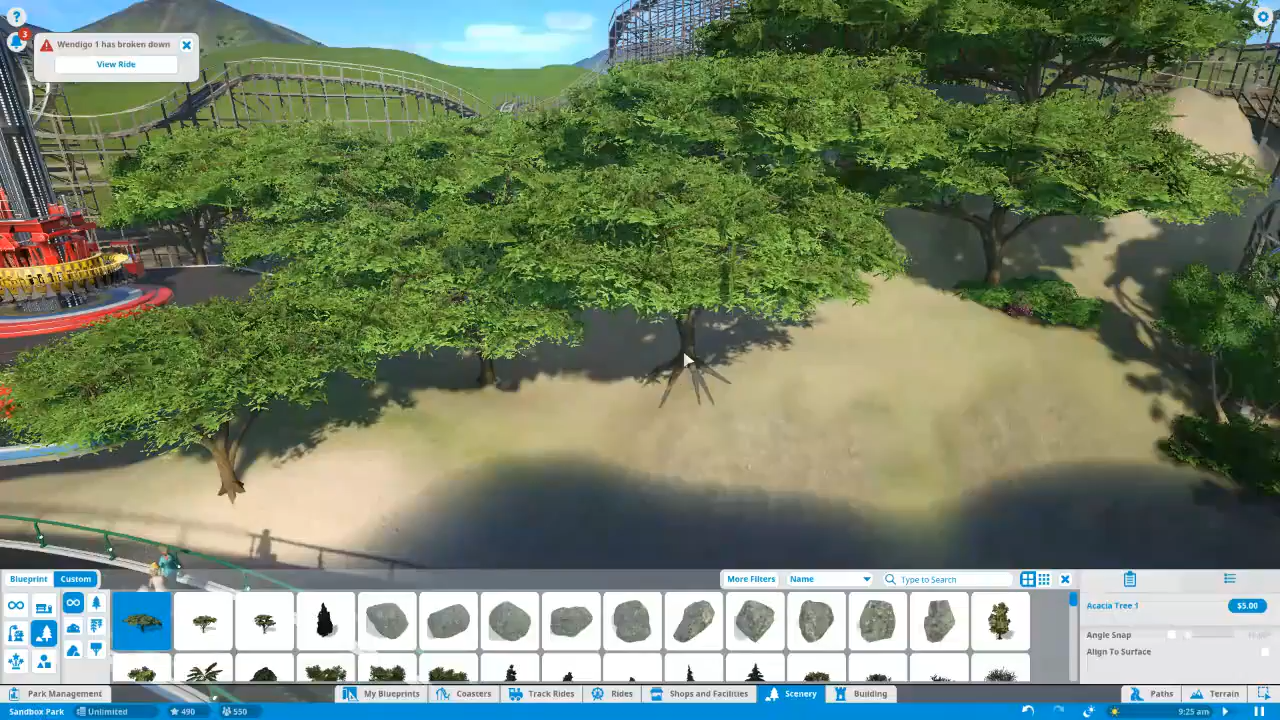 ?
3
Wendigo 1 has broken down
View Ride
Blueprint
Custom
More Filters
Name
Type to Search
Acacia Tree 1
$5.00
Angle Snap
Align To Surface
Park Management
My Blueprints
Coasters
Track Rides
Rides
Shops and Facilities
Scenery
Building
Paths
Terrain
Sandbox Park
Unlimited
490
550
9:25 am